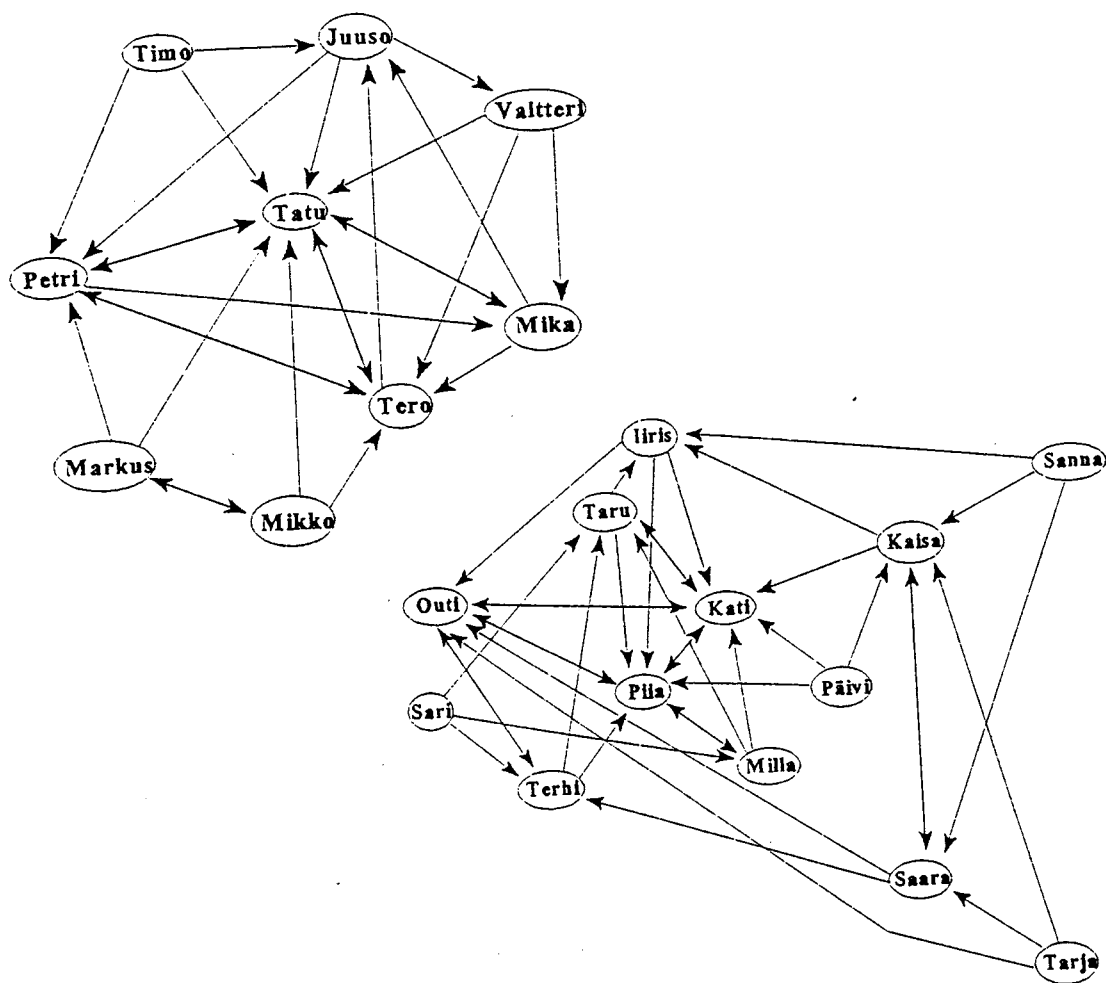 Timo
Juuso
Valtteri
Tatu
Petri
Mika
Tero
Markus
Mikko
Iiris
Sanna
Taru
Kaisa
Outi
Kati
Piia
Päivi
Sari
Milla
Terhi
Saara
Tarja